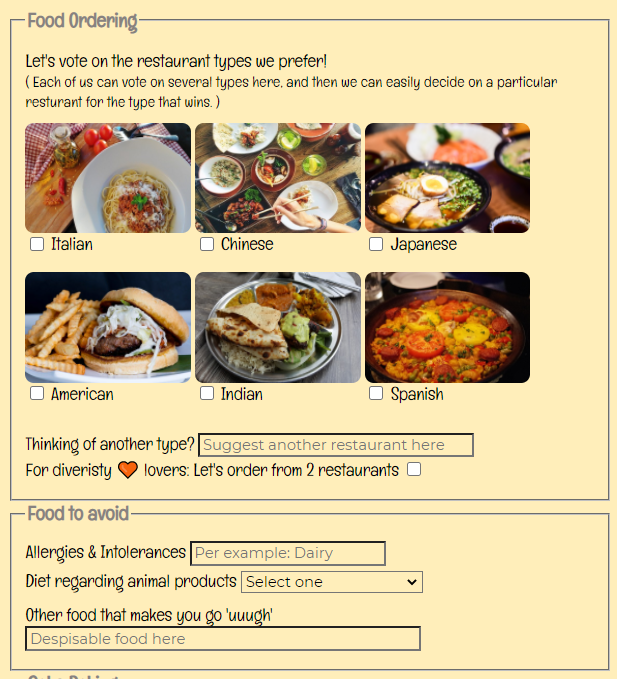 Food Ordering
Let's vote on the restaurant types we prefer!
( Each of us can vote on several types here, and then we can easily decide on a particular
resturant for the type that wins. )
Italian
Chinese
Japanese
American
Indian
Spanish
Thinking of another type? Suggest another restaurant here
For diveristy 🧡 lovers: Let's order from 2 restaurants
Food to avoid
Allergies & Intolerances Per example: Dairy
Diet regarding animal products Select one
Other food that makes you go 'uuugh'
Despisable food here